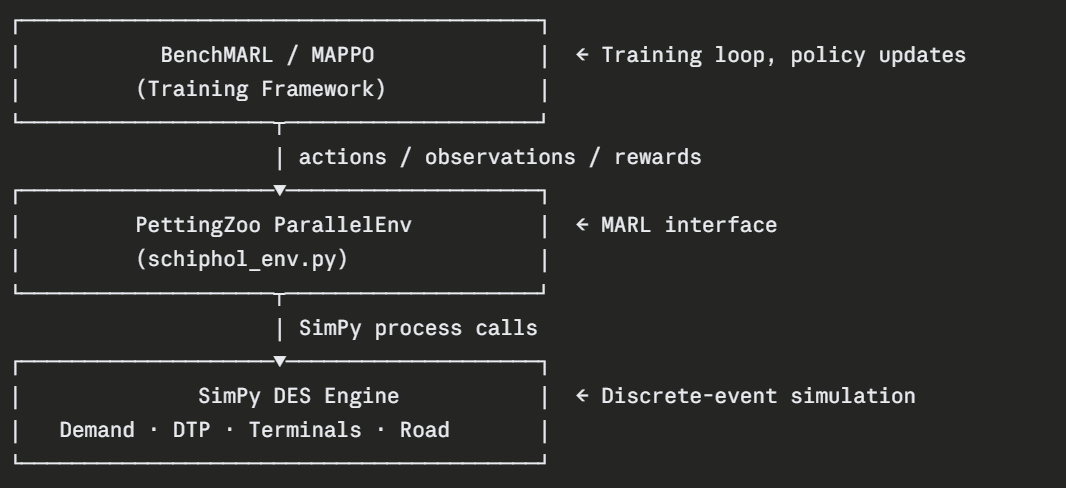 BenchMARL / MAPPO ← Training loop, policy updates
(Training Framework)
actions / observations / rewards
PettingZoo ParallelEnv ← MARL interface
(schiphol_env.py)
SimPy process calls
SimPy DES Engine ← Discrete-event simulation
Demand · DTP · Terminals · Road